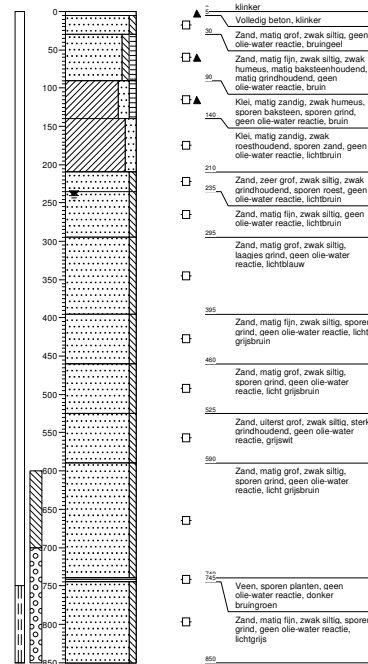 klinker
5
Volledig beton, klinker
0
30
Zand, matig grof, zwak siltig, geen
olie-water reactie, bruingeel
50
Zand, matig fijn, zwak siltig, zwak
humeus, matig baksteenhoudend,
matig grindhoudend, geen
olie-water reactie, bruin
90
100
Klei, matig zandig, zwak humeus,
sporen baksteen, sporen grind,
geen olie-water reactie, bruin
140
150
Klei, matig zandig, zwak
roesthoudend, sporen zand, geen
olie-water reactie, lichtbruin
200
210
Zand, zeer grof, zwak siltig, zwak
grindhoudend, sporen roest, geen
olie-water reactie, lichtbruin
235
250
Zand, matig fijn, zwak siltig, geen
olie-water reactie, lichtbruin
295
300
Zand, matig grof, zwak siltig,
laagjes grind, geen olie-water
reactie, lichtblauw
350
395
400
Zand, matig fijn, zwak siltig, sporen
grind, geen olie-water reactie, licht
grijsbruin
450
460
Zand, matig grof, zwak siltig,
sporen grind, geen olie-water
reactie, licht grijsbruin
500
525
Zand, uiterst grof, zwak siltig, sterk
grindhoudend, geen olie-water
reactie, grijswit
550
590
600
Zand, matig grof, zwak siltig,
sporen grind, geen olie-water
reactie, licht grijsbruin
650
700
745
750
Veen, sporen planten, geen
olie-water reactie, donker
bruingroen
800
Zand, matig fijn, zwak siltig, sporen
grind, geen olie-water reactie,
lichtgrijs
850
850